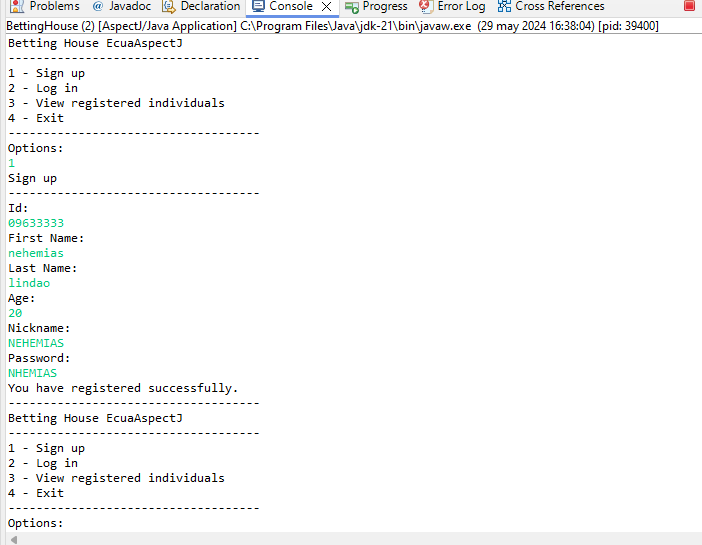 Problems @ Javadoc Declaration Console Progress Error Log Cross References
BettingHouse (2) [AspectJ/Java Application] C:\Program Files\Java\jdk-21\bin\javaw.exe (29 may 2024 16:38:04) [pid: 39400]
Betting House EcuaAspectJ
------------------------------------
1 - Sign up
2 - Log in
3 - View registered individuals
4 - Exit
------------------------------------
Options:
1
Sign up
------------------------------------
Id:
09633333
First Name:
nehemias
Last Name:
lindao
Age:
20
Nickname:
NEHEMIAS
Password:
NHEMIAS
You have registered successfully.
------------------------------------
Betting House EcuaAspectJ
------------------------------------
1 - Sign up
2 - Log in
3 - View registered individuals
4 - Exit
------------------------------------
Options: